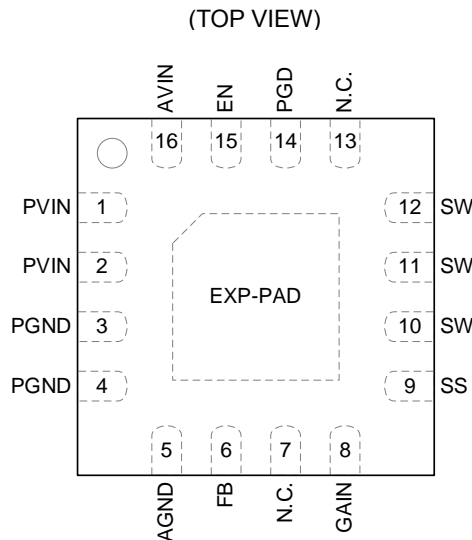 (TOP VIEW)
AVIN EN PGD N.C.
16 15 14 13
PVIN 1 12 SW
PVIN 2 11 SW
EXP-PAD
PGND 3 10 SW
PGND 4 9 SS
5 6 7 8
AGND FB N.C. GAIN